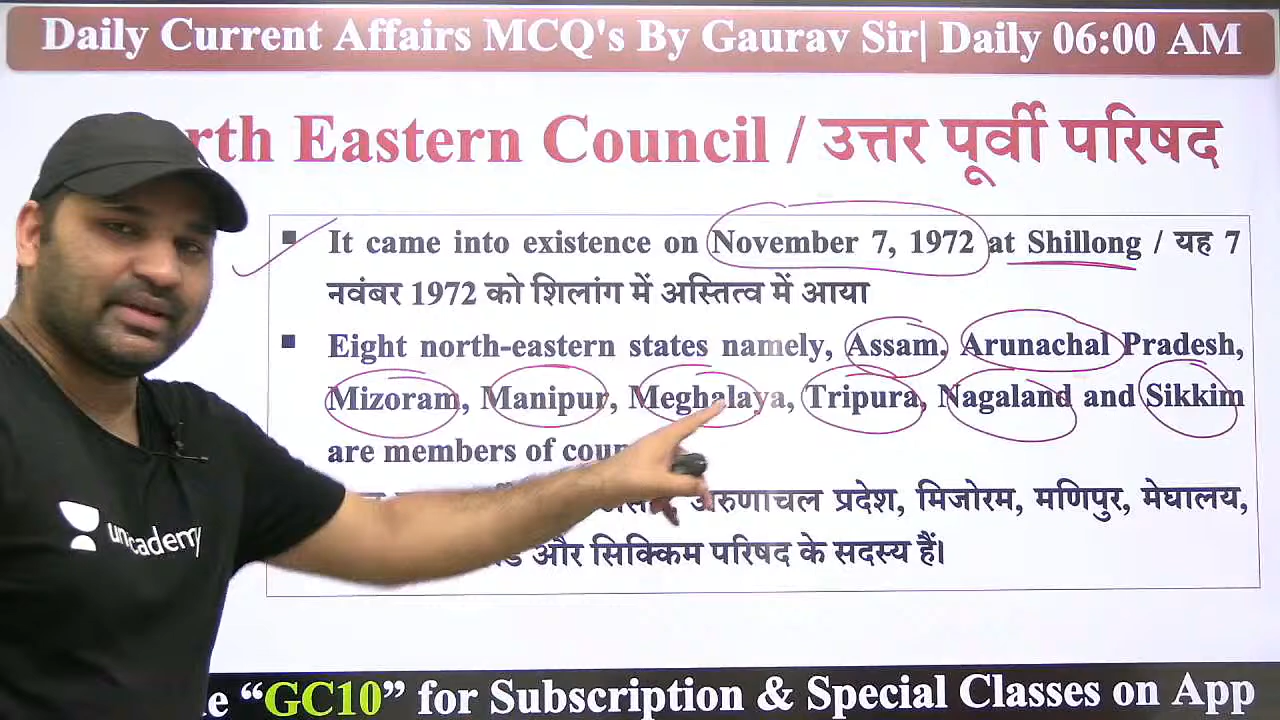 Daily Current Affairs MCQ's By Gaurav Sir| Daily 06:00 AM
Eastern Council / उत्तर पूर्वी परिषद
It came into existence on November 7, 1972 at Shillong / यह 7
नवंबर 1972 को शिलांग में अस्तित्व में आया
Eight north-eastern states namely, Assam, Arunachal Pradesh,
Mizoram, Manipur, Meghalaya, Tripura, Nagaland and Sikkim
are members of
अरुणाचल प्रदेश, मिजोरम, मणिपुर, मेघालय,
और सिक्किम परिषद के सदस्य हैं।
unacademy
“GC10” for Subscription & Special Classes on App